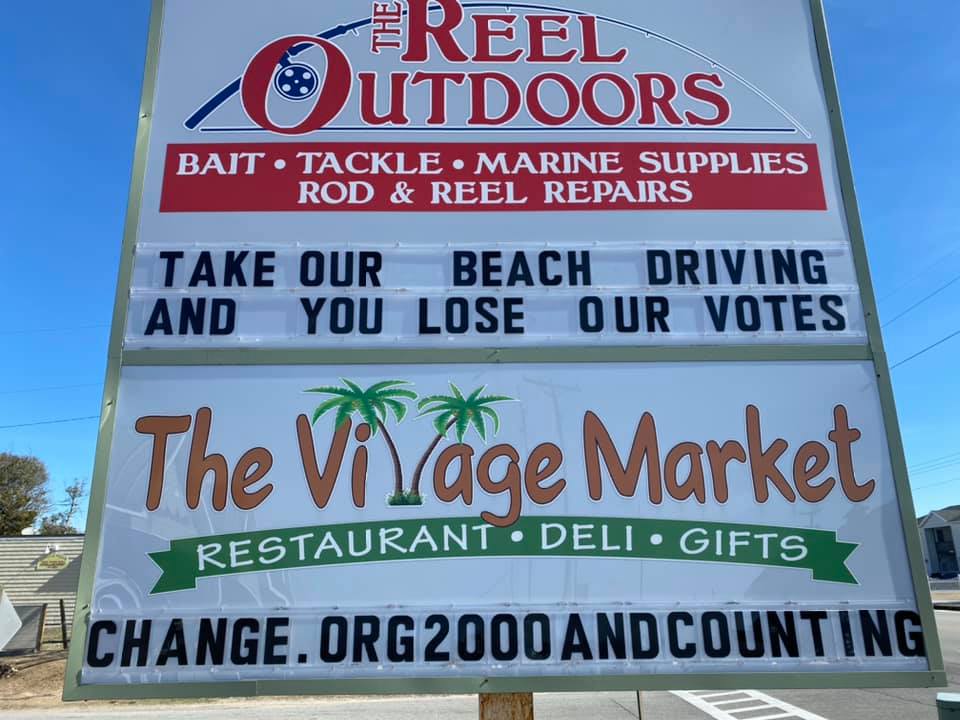 THE REEL
OUTDOORS
BAIT • TACKLE • MARINE SUPPLIES
ROD & REEL REPAIRS
TAKE OUR BEACH DRIVING
AND YOU LOSE OUR VOTES
The Village Market
RESTAURANT • DELI • GIFTS
CHANGE.ORG2000ANDCOUNTING